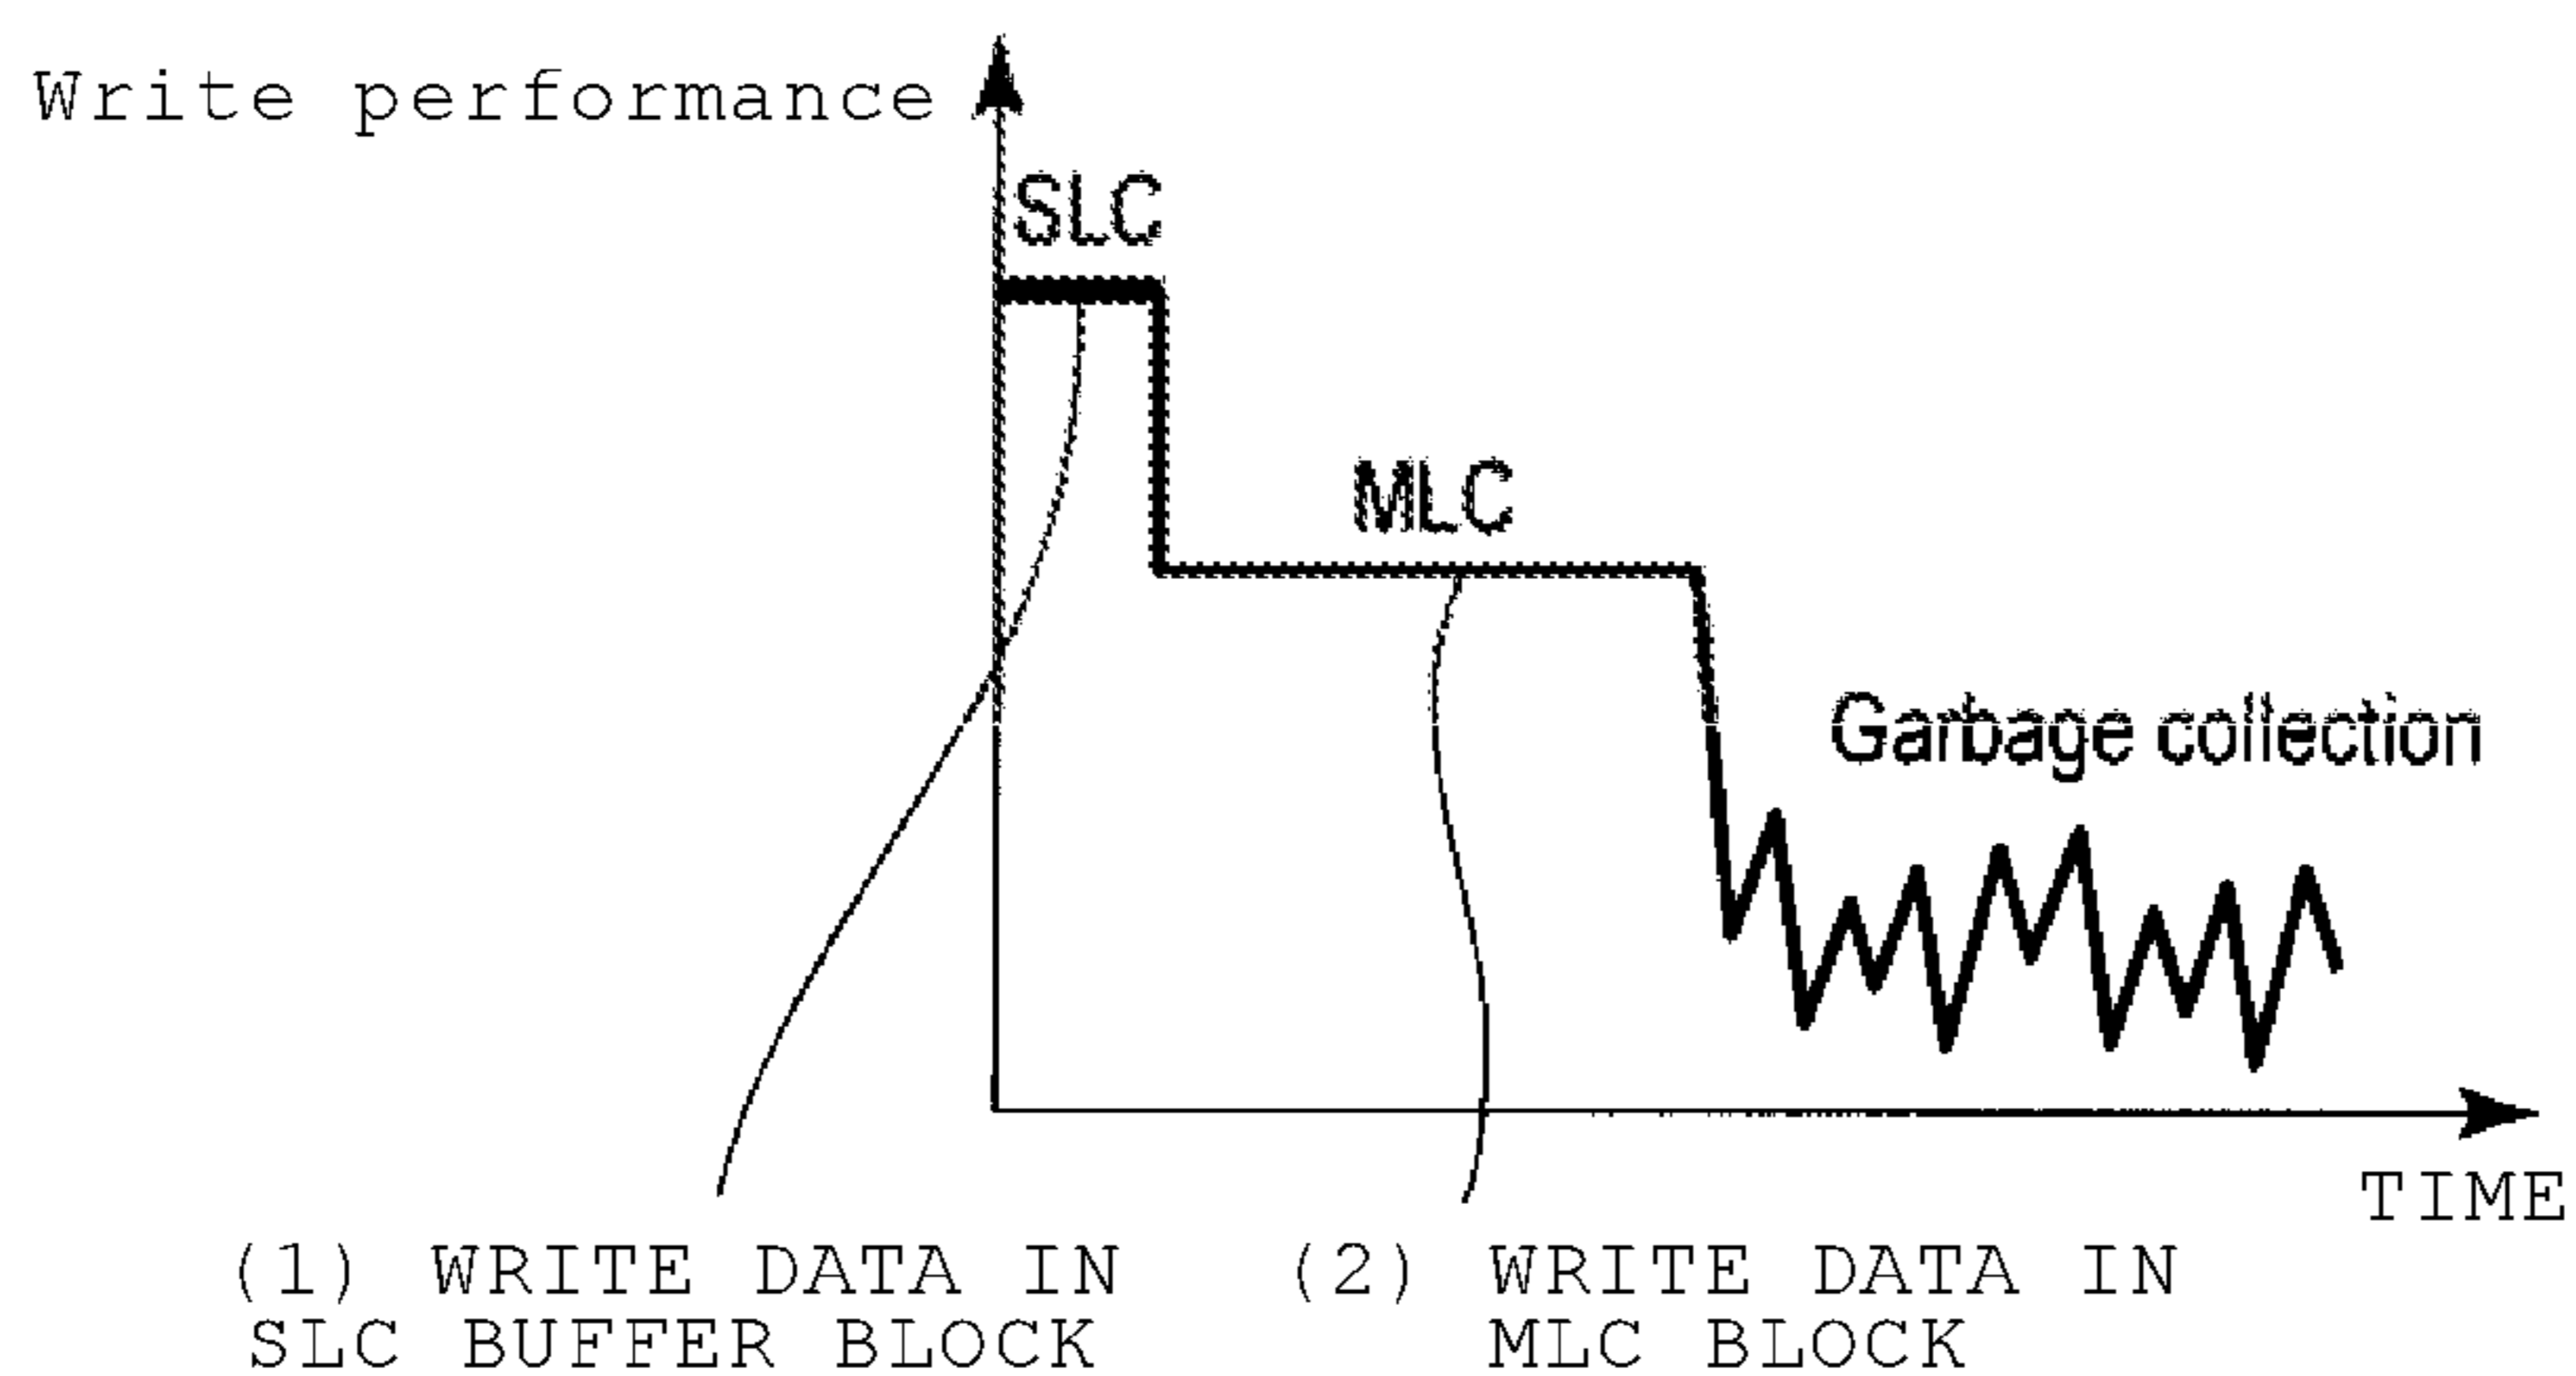 Write performance
SLC
MLC
Garbage collection
TIME
(1) WRITE DATA IN
SLC BUFFER BLOCK
(2) WRITE DATA IN
MLC BLOCK